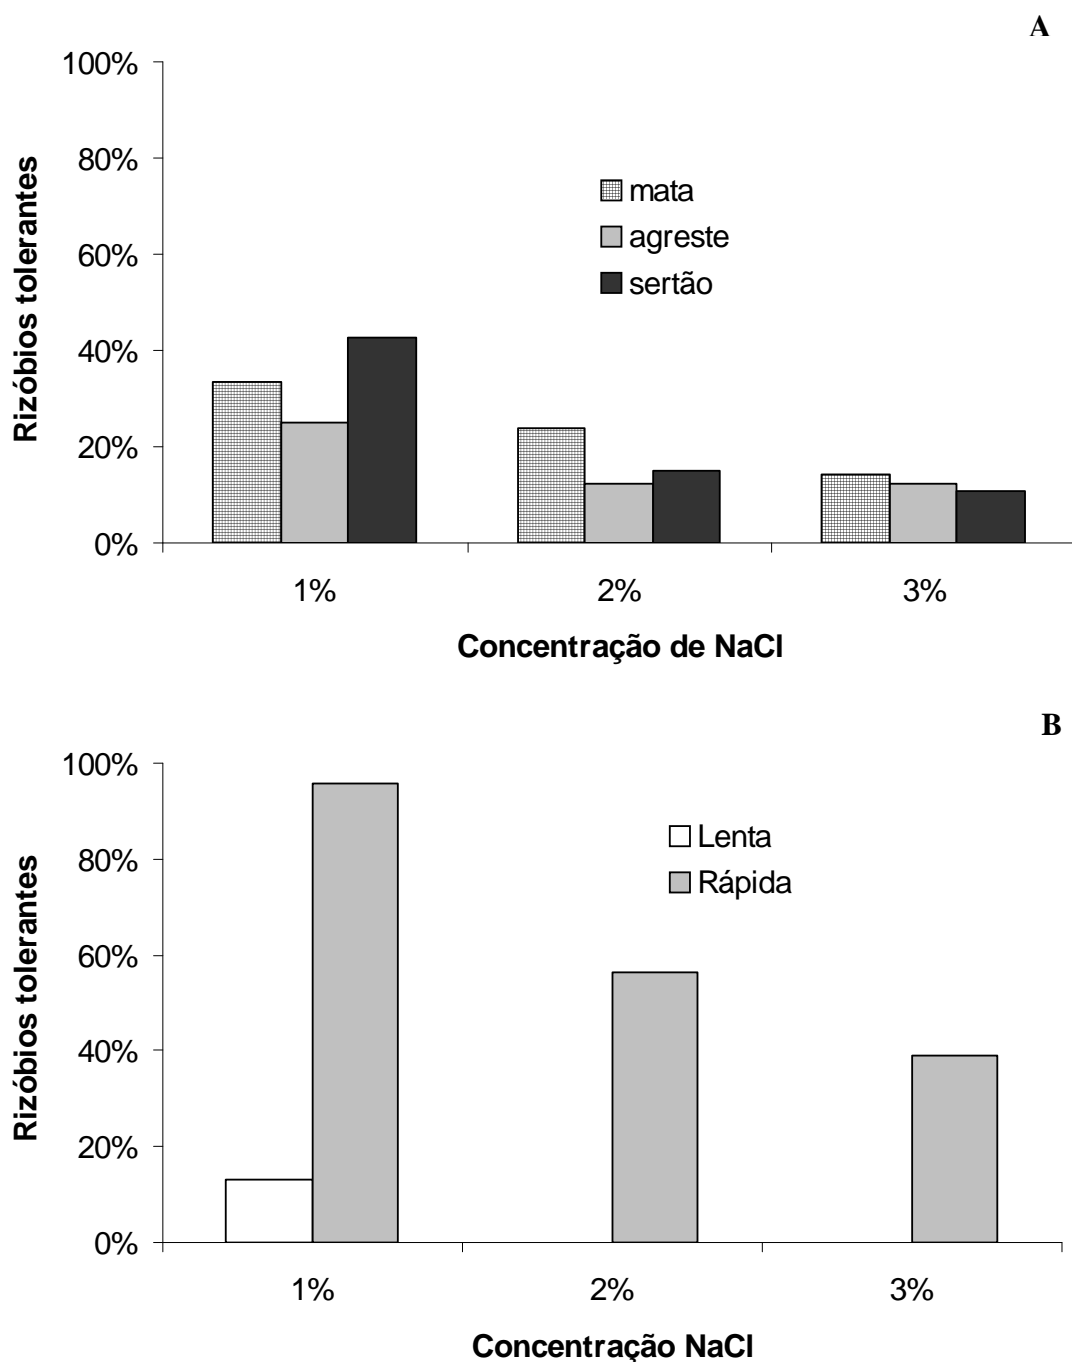 A
100%
80%
60%
40%
20%
0%
Rizóbios tolerantes
mata
agreste
sertão
1% 2% 3%
Concentração de NaCl
B
100%
80%
60%
40%
20%
0%
Rizóbios tolerantes
Lenta
Rápida
1% 2% 3%
Concentração NaCl